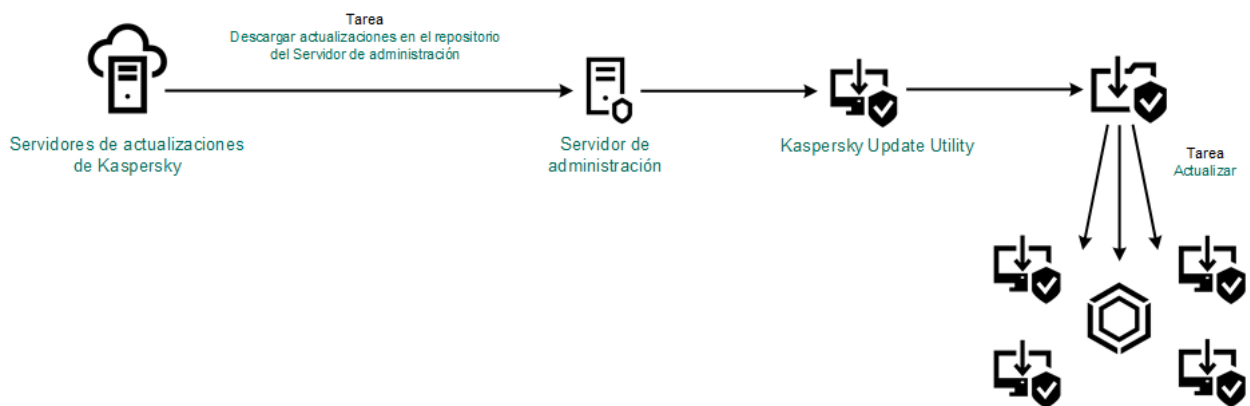 Tarea
Descargar actualizaciones en el repositorio
del Servidor de administración
Servidores de actualizaciones
de Kaspersky
Servidor de
administración
Kaspersky Update Utility
Tarea
Actualizar